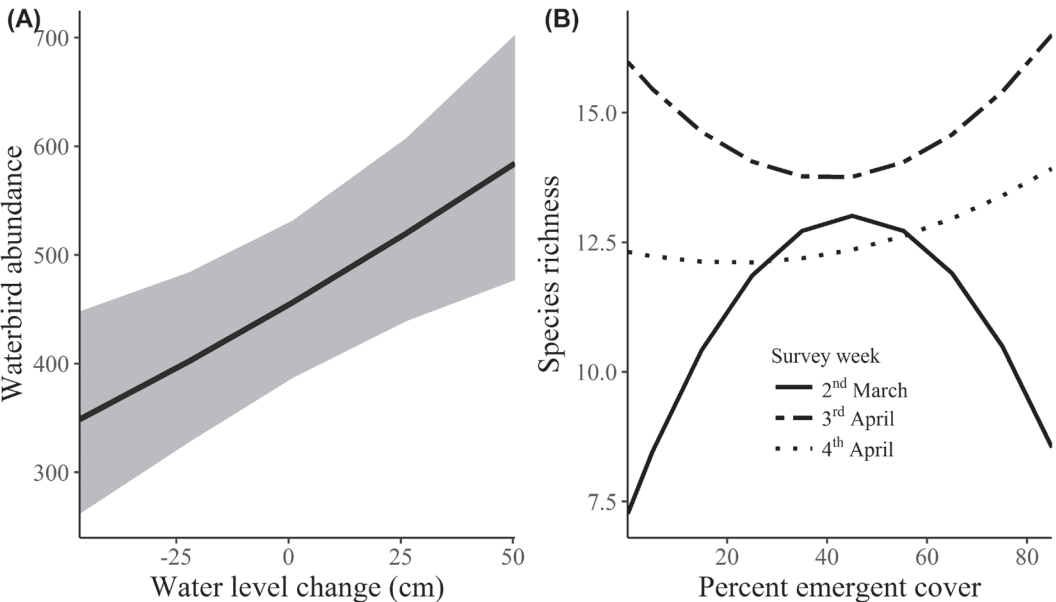 (A)
700
600
500
400
300
Waterbird abundance
-25 0 25 50
Water level change (cm)
(B)
15.0
12.5
10.0
7.5
Species richness
Survey week
2nd March
3rd April
4th April
20 40 60 80
Percent emergent cover